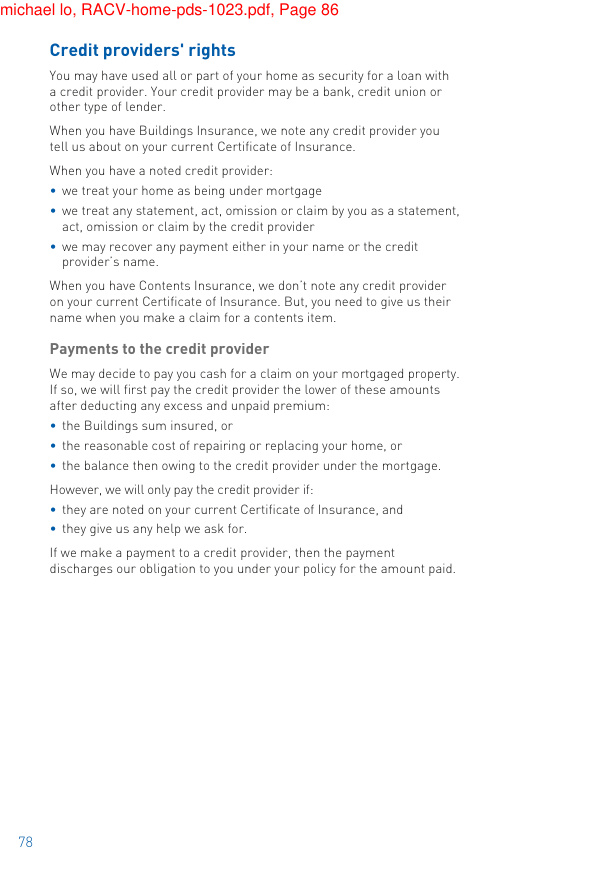 michael lo, RACV-home-pds-1023.pdf, Page 86
Credit providers' rights
You may have used all or part of your home as security for a loan with
a credit provider. Your credit provider may be a bank, credit union or
other type of lender.
When you have Buildings Insurance, we note any credit provider you
tell us about on your current Certificate of Insurance.
When you have a noted credit provider:
• we treat your home as being under mortgage
• we treat any statement, act, omission or claim by you as a statement,
act, omission or claim by the credit provider
• we may recover any payment either in your name or the credit
provider's name.
When you have Contents Insurance, we don't note any credit provider
on your current Certificate of Insurance. But, you need to give us their
name when you make a claim for a contents item.
Payments to the credit provider
We may decide to pay you cash for a claim on your mortgaged property.
If so, we will first pay the credit provider the lower of these amounts
after deducting any excess and unpaid premium:
• the Buildings sum insured, or
• the reasonable cost of repairing or replacing your home, or
• the balance then owing to the credit provider under the mortgage.
However, we will only pay the credit provider if:
• they are noted on your current Certificate of Insurance, and
• they give us any help we ask for.
If we make a payment to a credit provider, then the payment
discharges our obligation to you under your policy for the amount paid.
78